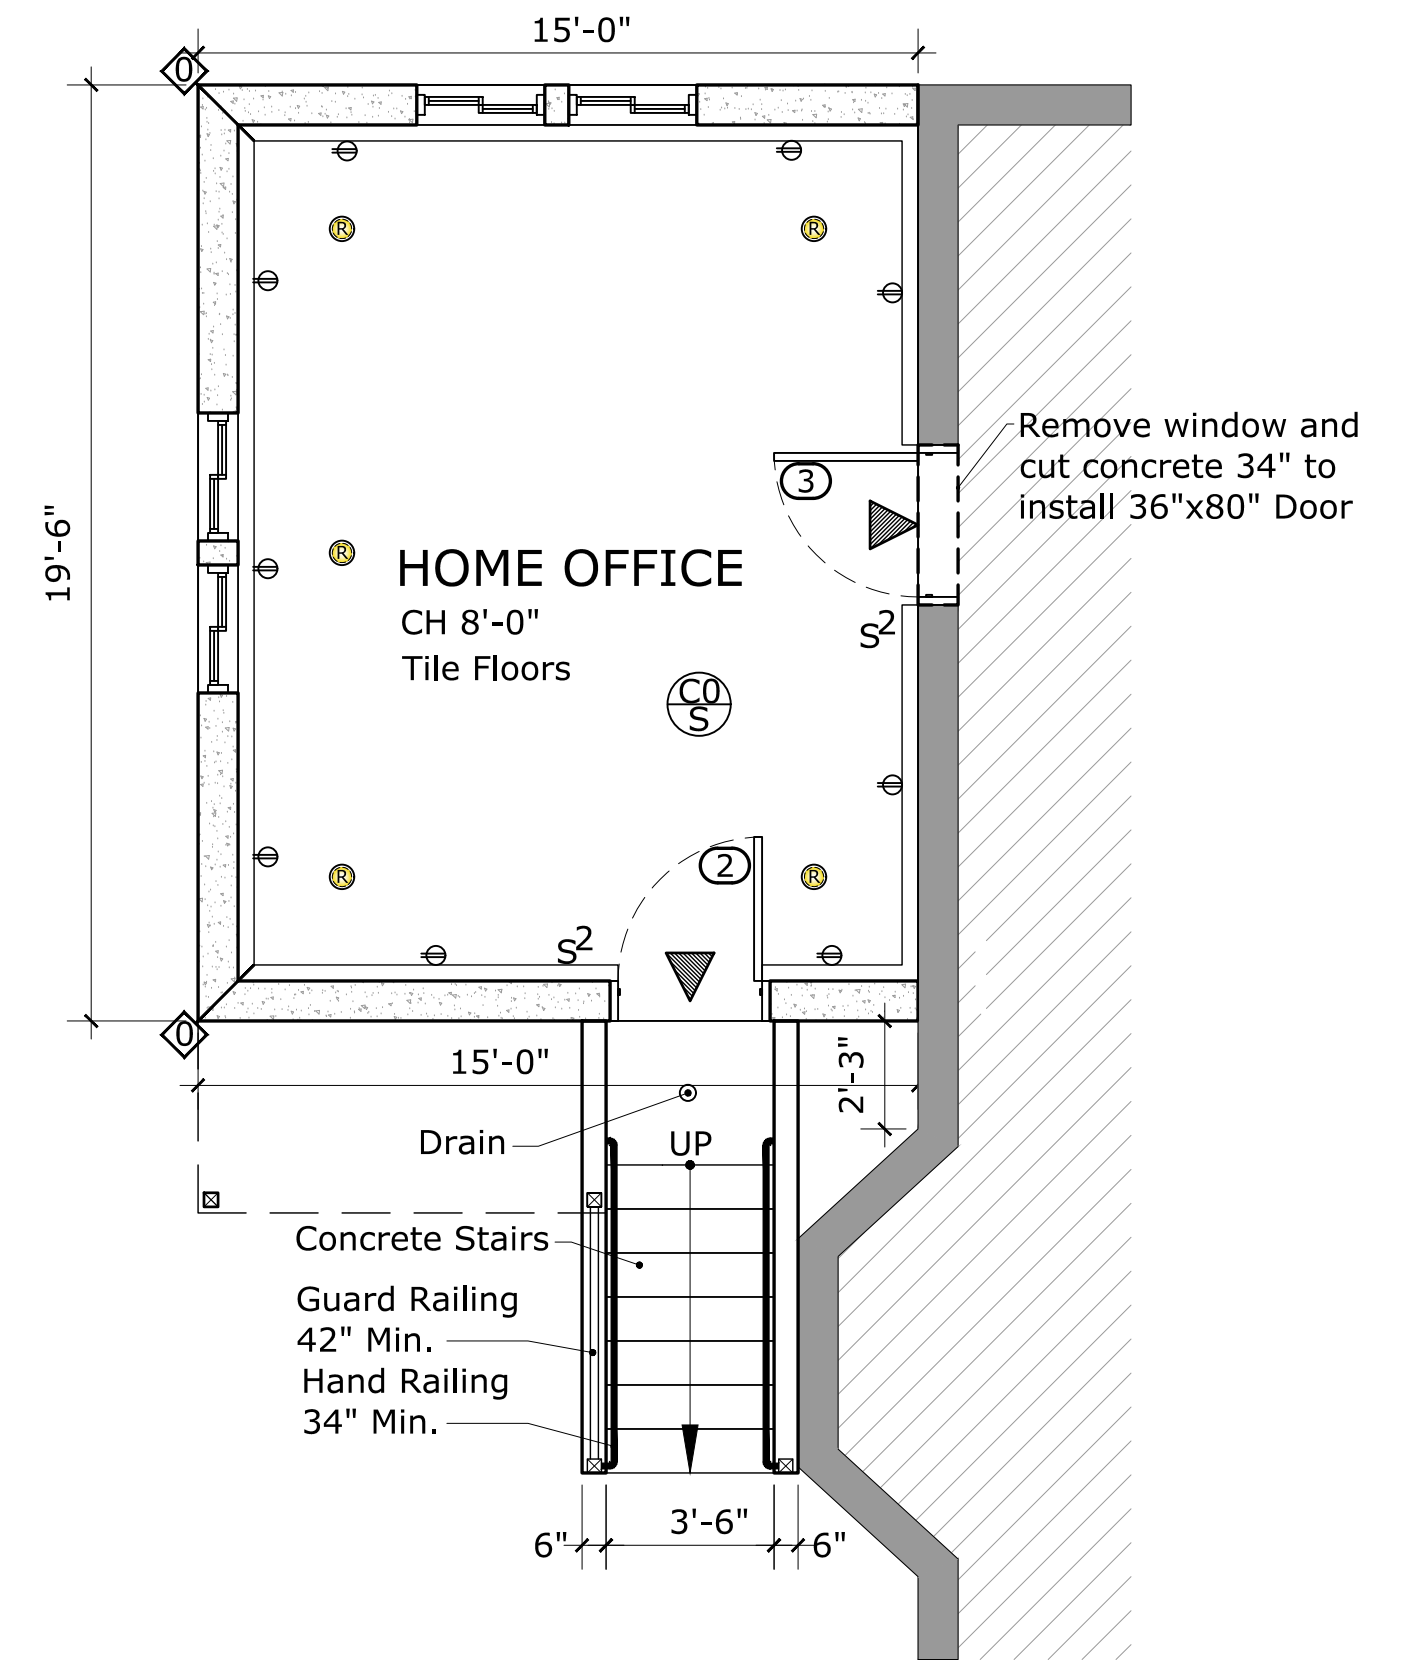 15'-0"
0
R
R
19'-6"
Remove window and
cut concrete 34" to
install 36"x80" Door
3
R
HOME OFFICE
CH 8'-0"
Tile Floors
S2
C0
S
2
R
R
S2
0
15'-0"
2'-3"
Drain
UP
Concrete Stairs
Guard Railing
42" Min.
Hand Railing
34" Min.
6"
3'-6"
6"